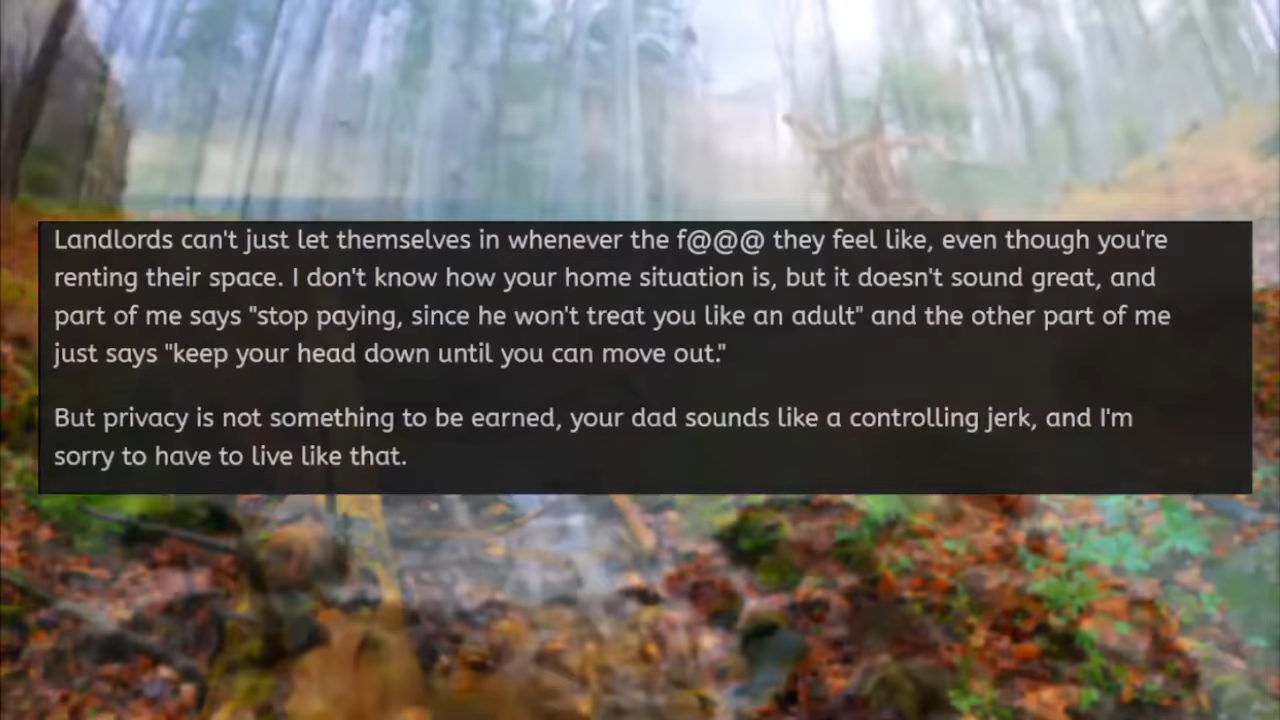 Landlords can't just let themselves in whenever the f@@@ they feel like, even though you're
renting their space. I don't know how your home situation is, but it doesn't sound great, and
part of me says "stop paying, since he won't treat you like an adult" and the other part of me
just says "keep your head down until you can move out."
But privacy is not something to be earned, your dad sounds like a controlling jerk, and I'm
sorry to have to live like that.